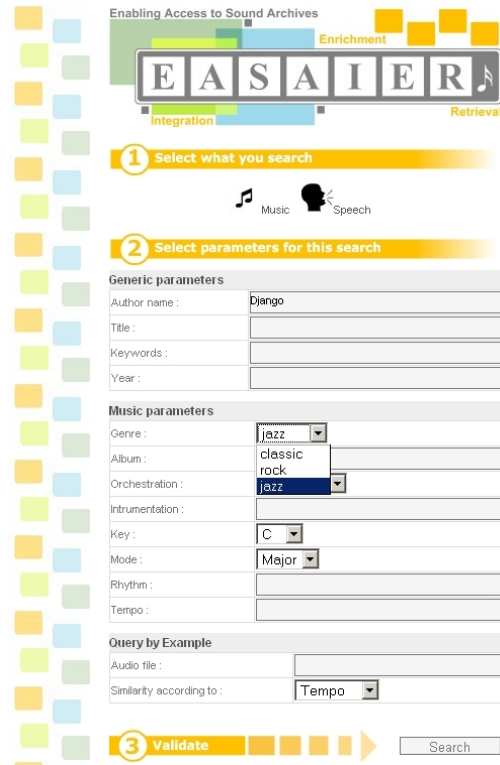 Enabling Access to Sound Archives
Enrichment
EASAIER
Integration
Retrieval
1 Select what you search
Music Speech
2 Select parameters for this search
Generic parameters
Author name : Django
Title :
Keywords :
Year :
Music parameters
Genre : jazz
classic
rock
jazz
Album :
Orchestration :
Intrumentation :
Key : C
Mode : Major
Rhythm :
Tempo :
Query by Example
Audio file :
Similarity according to : Tempo
3 Validate Search